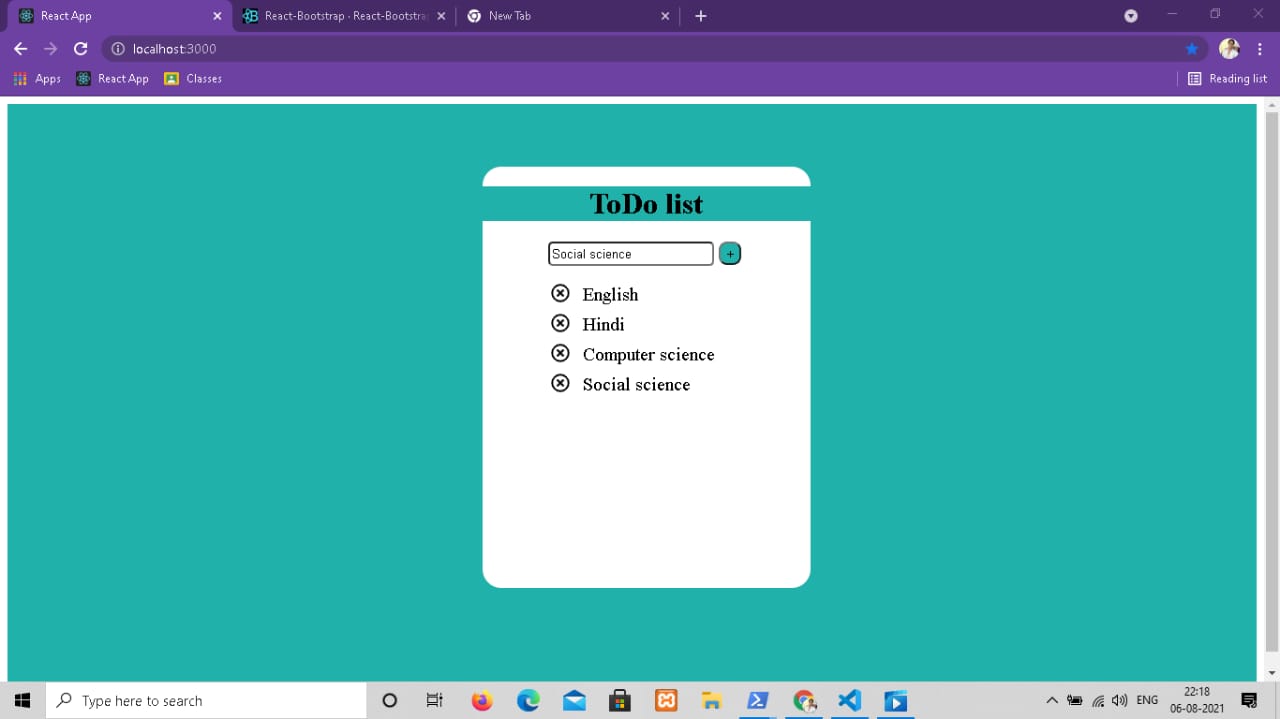 React App
React-Bootstrap · React-Bootstra
New Tab
localhost:3000
Apps
React App
Classes
Reading list
ToDo list
Social science
+
English
Hindi
Computer science
Social science
Type here to search
ENG
22:18
06-08-2021